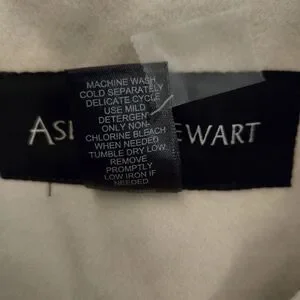 MACHINE WASH
COLD SEPARATELY
DELICATE CYCLE
USE MILD
DETERGENT
ONLY NON-
CHLORINE BLEACH
WHEN NEEDED
TUMBLE DRY LOW
REMOVE
PROMPTLY
LOW IRON IF
NEEDED
AS EWART